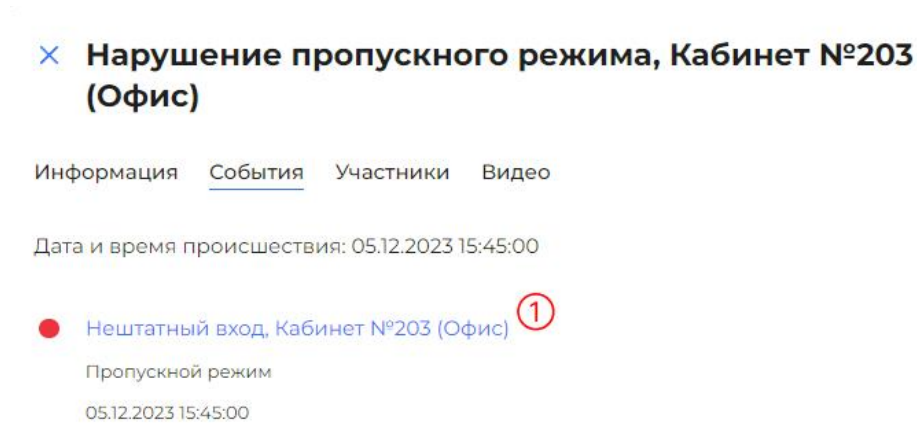 Нарушение пропускного режима, Кабинет №203
(Офис)
Информация События Участники Видео
Дата и время происшествия: 05.12.2023 15:45:00
Нештатный вход, Кабинет №203 (Офис) 1
Пропускной режим
05.12.2023 15:45:00